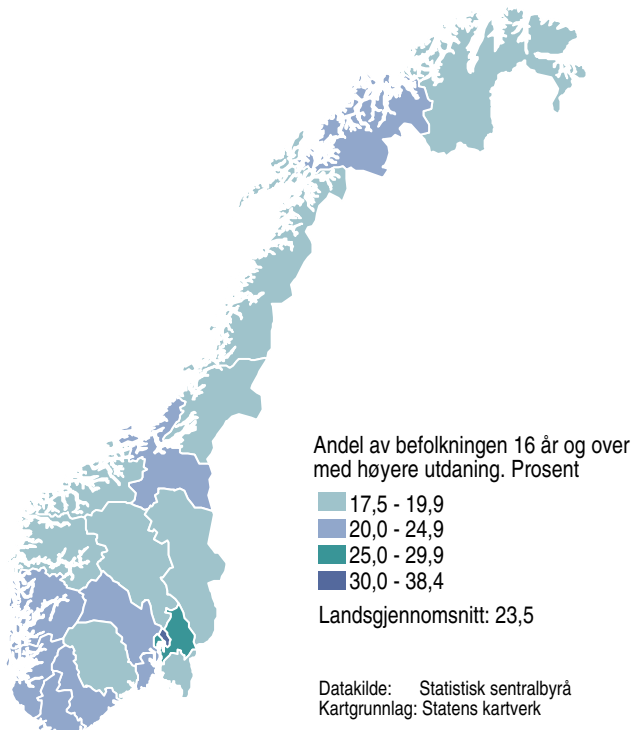 Andel av befolkningen 16 år og over
med høyere utdaning. Prosent
17,5 - 19,9
20,0 - 24,9
25,0 - 29,9
30,0 - 38,4
Landsgjennomsnitt: 23,5
Datakilde: Statistisk sentralbyrå
Kartgrunnlag: Statens kartverk